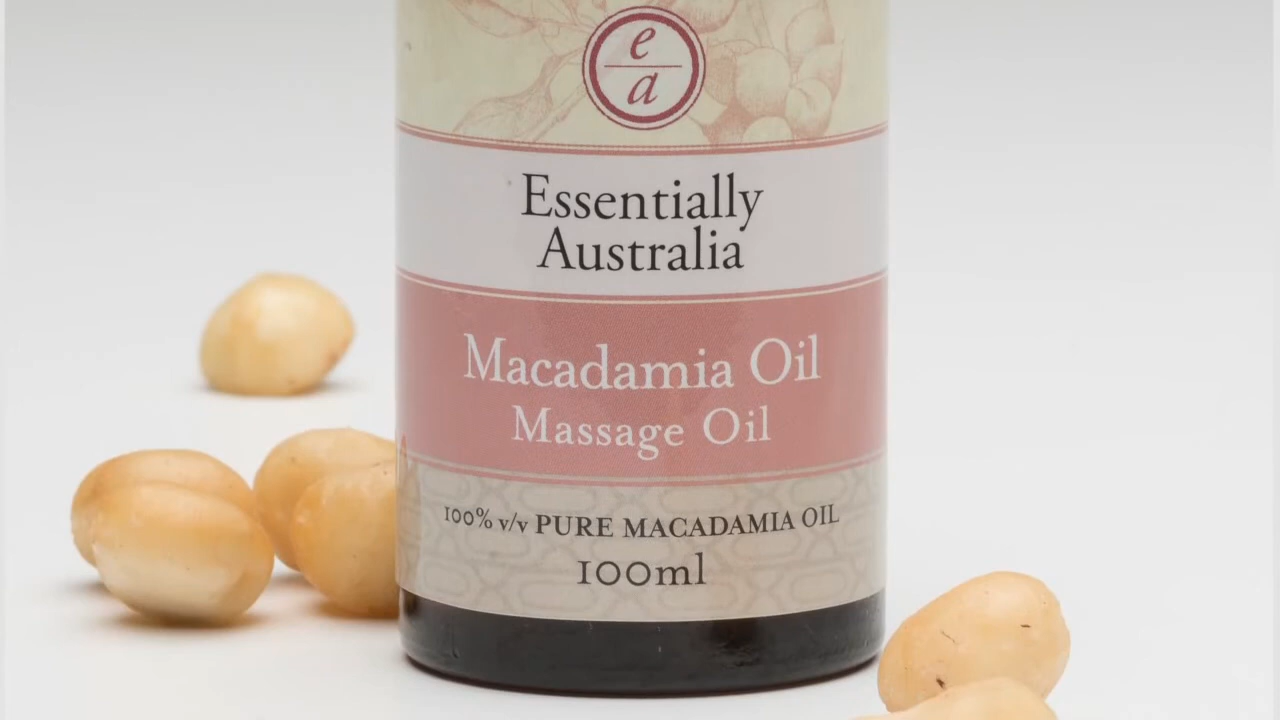 e
a
Essentially
Australia
Macadamia Oil
Massage Oil
100% v/v PURE MACADAMIA OIL
100ml